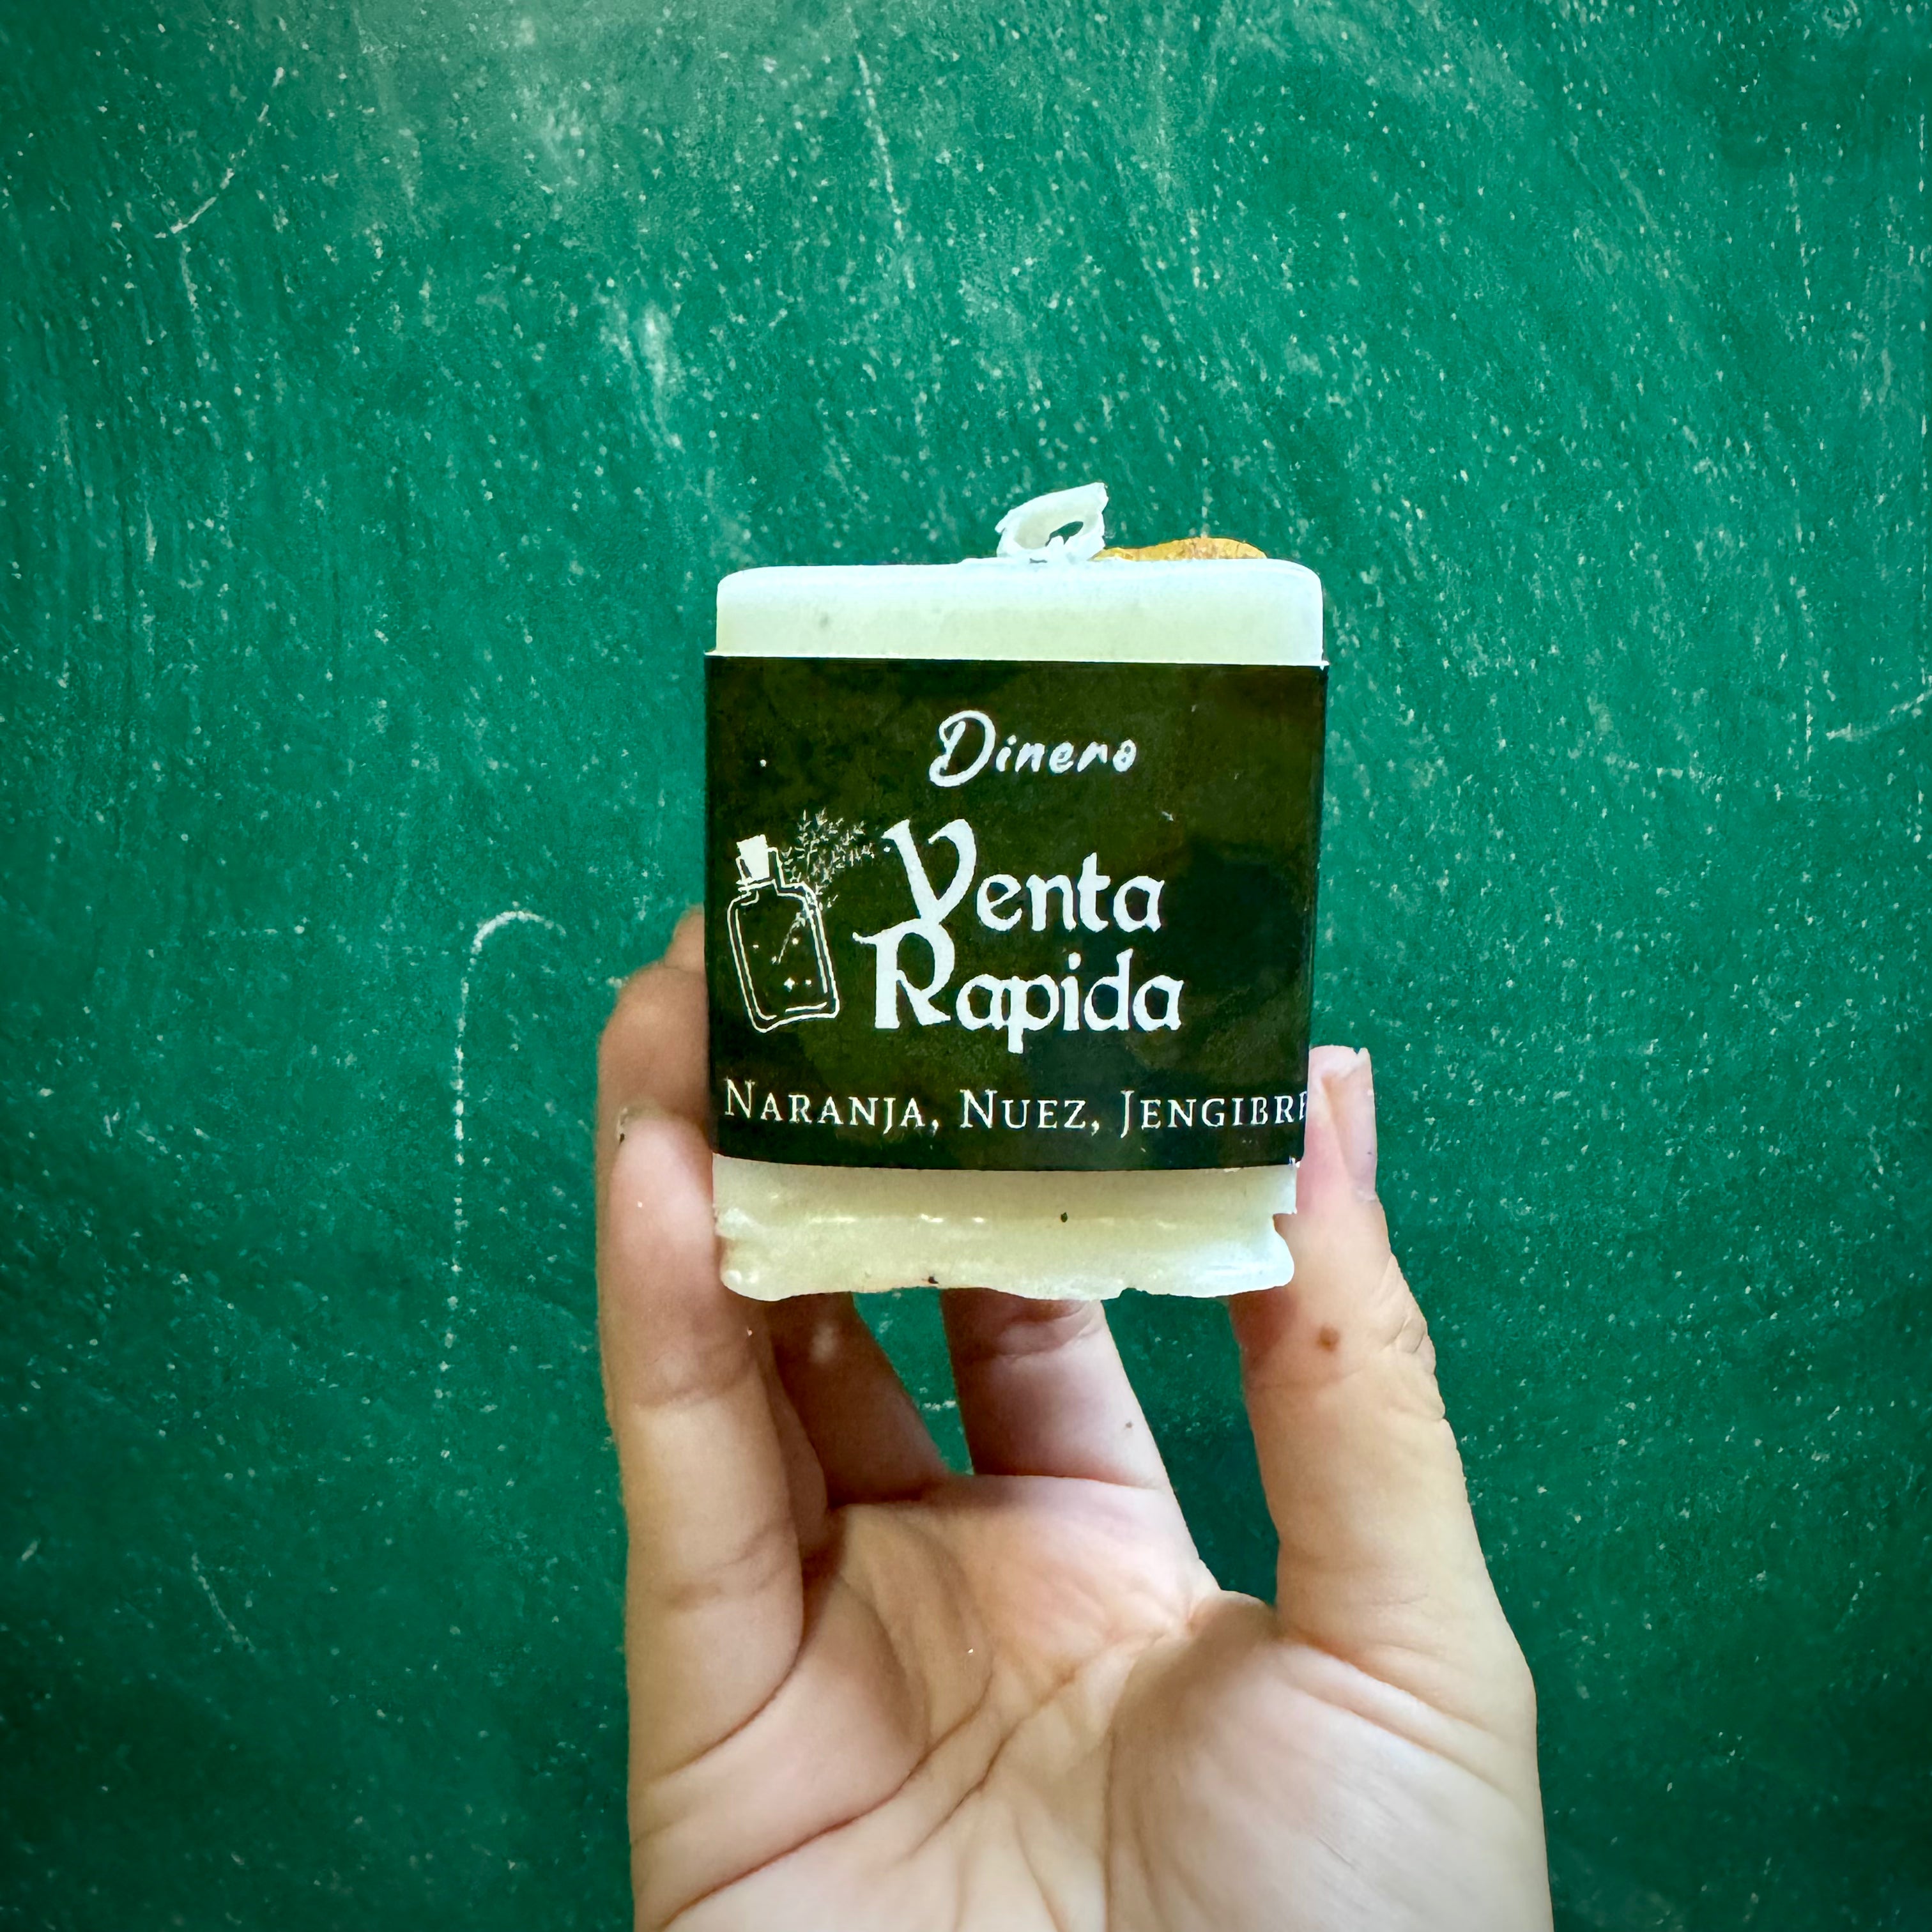 Dinero
Venta
Rapida
Naranja, Nuez, Jengibre